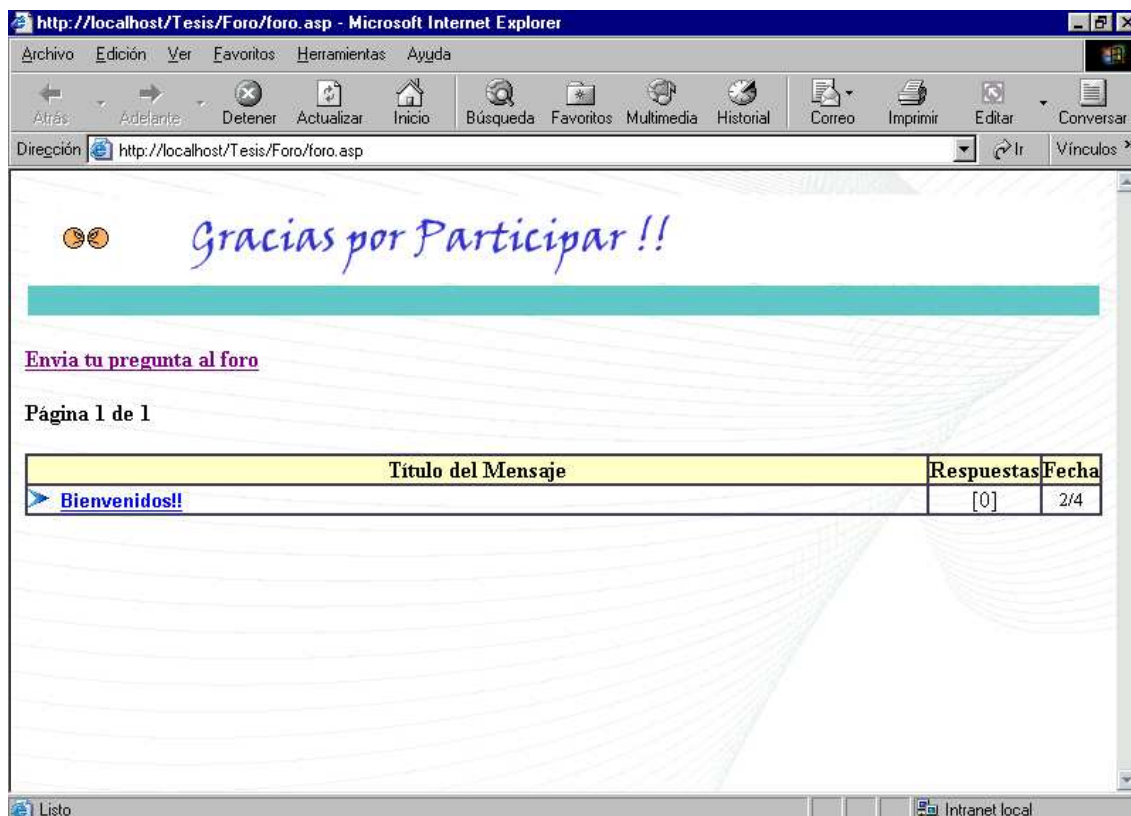 http://localhost/Tesis/Foro/foro.asp - Microsoft Internet Explorer
Archivo Edición Ver Favoritos Herramientas Ayuda
Atrás Adelante Detener Actualizar Inicio Búsqueda Favoritos Multimedia Historial Correo Imprimir Editar Conversar
Dirección http://localhost/Tesis/Foro/foro.asp Ir Vínculos
Gracias por Participar !!
Envia tu pregunta al foro
Página 1 de 1
Título del Mensaje Respuestas Fecha
Bienvenidos!! [0] 2/4
Listo Intranet local